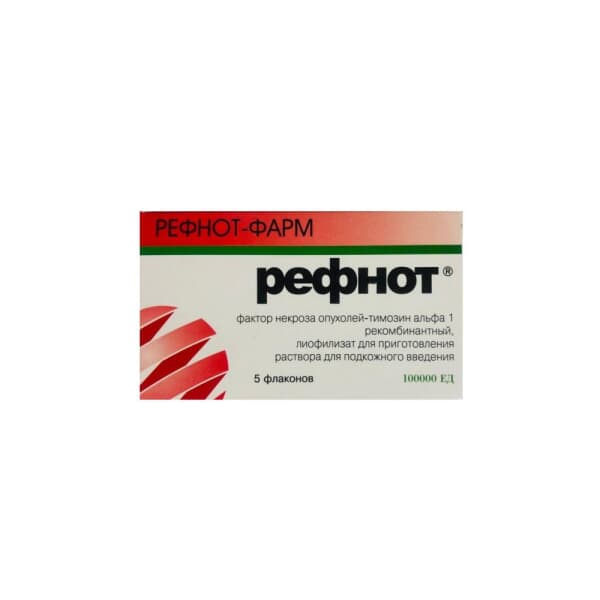 РЕФНОТ-ФАРМ
рефнот®
фактор некроза опухолей-тимозин альфа 1
рекомбинантный,
лиофилизат для приготовления
раствора для подкожного введения
5 флаконов 100000 ЕД